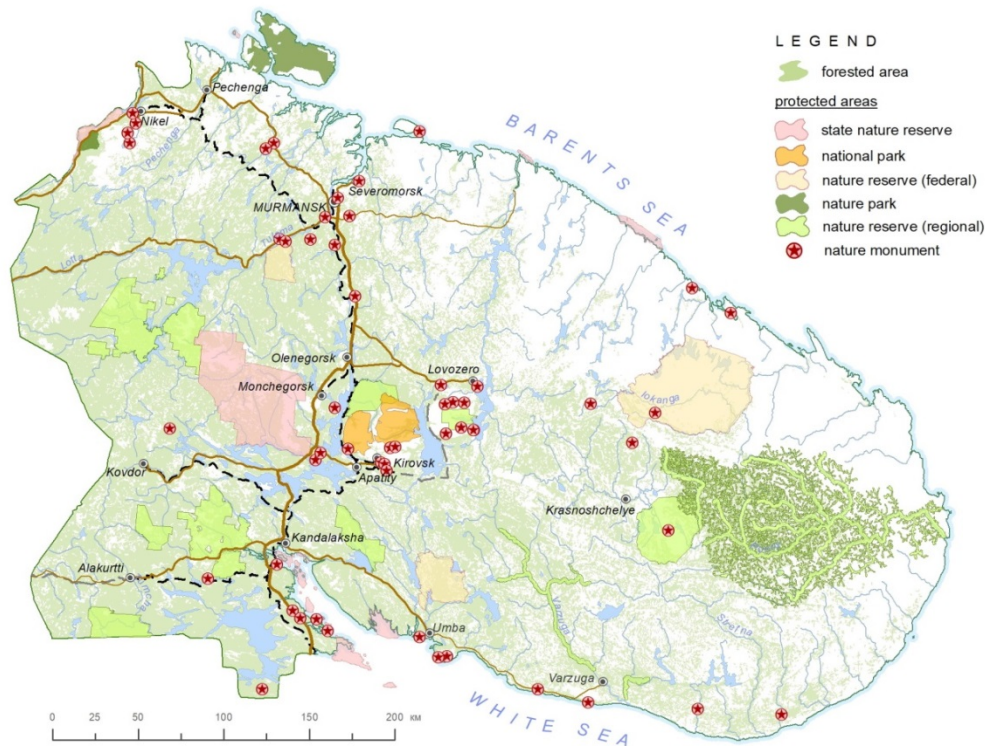 LEGEND
forested area
protected areas
state nature reserve
national park
nature reserve (federal)
nature park
nature reserve (regional)
nature monument
BARENTS SEA
Pechenga
Nikel
Pechenga
Severomorsk
MURMANSK
Tuloma
Lotta
Olenegorsk
Lovozero
Monchegorsk
Iokanga
Kirovsk
Kovdor
Apatity
Krasnoshchelye
Kandalaksha
Alakurtti
Umba
Varzuga
Varzuga
WHITE SEA
0 25 50 100 150 200 КМ